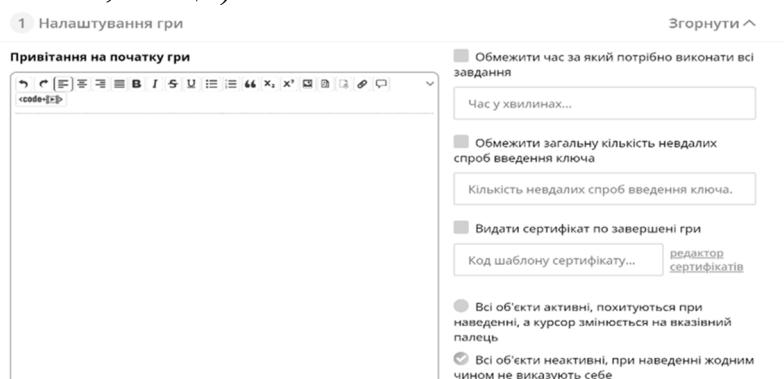 1 Налаштування гри
Згорнути
Привітання на початку гри
<code>
Обмежити час за який потрібно виконати всі
завдання
Час у хвилинах...
Обмежити загальну кількість невдалих
спроб введення ключа
Кількість невдалих спроб введення ключа.
Видати сертифікат по завершені гри
Код шаблону сертифікату...
редактор
сертифікатів
Всі об'єкти активні, похитуються при
наведенні, а курсор змінюється на вказівний
палець
Всі об'єкти неактивні, при наведенні жодним
чином не виказують себе